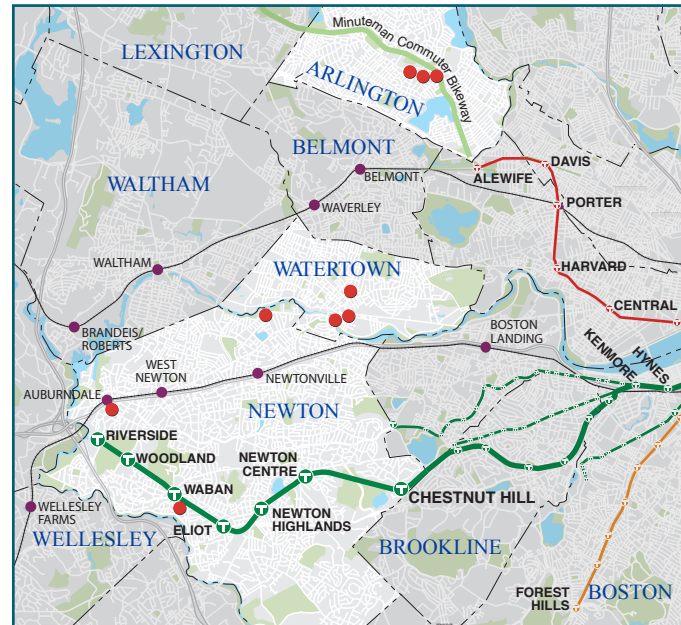 Minuteman Commuter Bikeway
LEXINGTON
ARLINGTON
BELMONT
DAVIS
ALEWIFE
BELMONT
WALTHAM
PORTER
WAVERLEY
WATERTOWN
HARVARD
WALTHAM
CENTRAL
BRANDEIS/
ROBERTS
BOSTON
LANDING
HYNES
KENMORE
WEST
NEWTON
NEWTONVILLE
AUBURNDALE
NEWTON
RIVERSIDE
WOODLAND
NEWTON
CENTRE
WABAN
CHESTNUT HILL
WELLESLEY
FARMS
NEWTON
HIGHLANDS
ELIOT
WELLESLEY
BROOKLINE
FOREST
HILLS
BOSTON